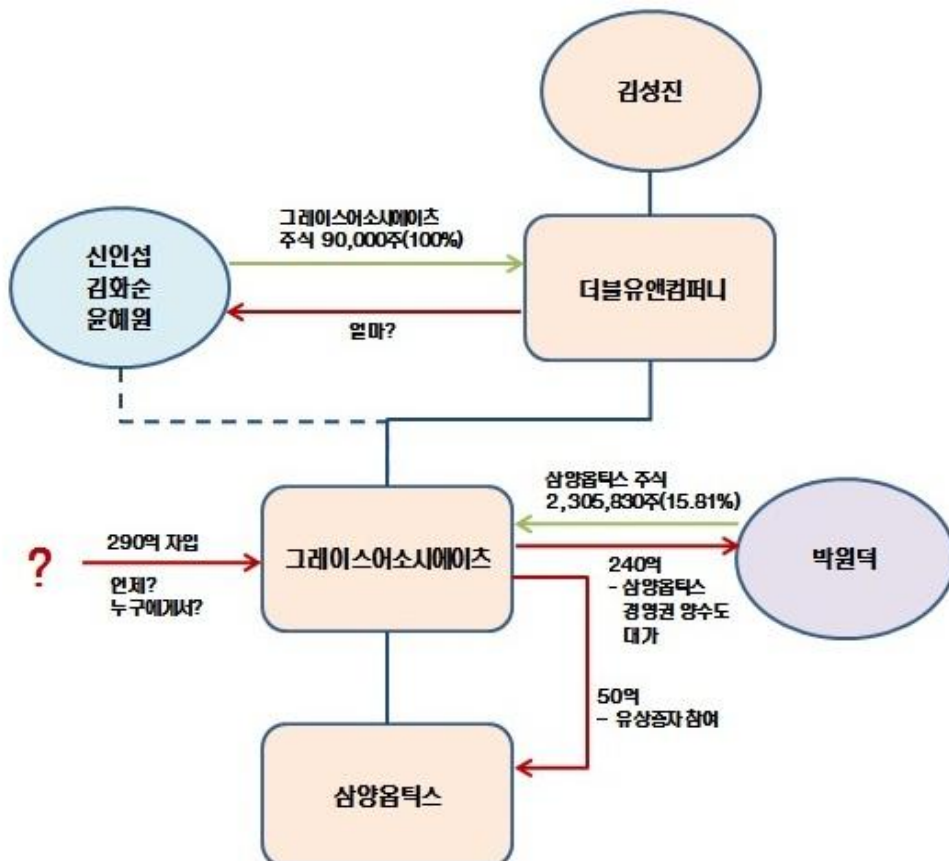 김성진
그레이스어소시에이츠
주식 90,000주(100%)
신인섭
김화순
윤혜원
더블유앤컴퍼니
얼마?
삼양옵틱스 주식
2,305,830주(15.81%)
?
290억 차입
언제?
누구에게서?
그레이스어소시에이츠
박원덕
240억
- 삼양옵틱스
경영권 양수도
대가
50억
- 유상증자 참여
삼양옵틱스